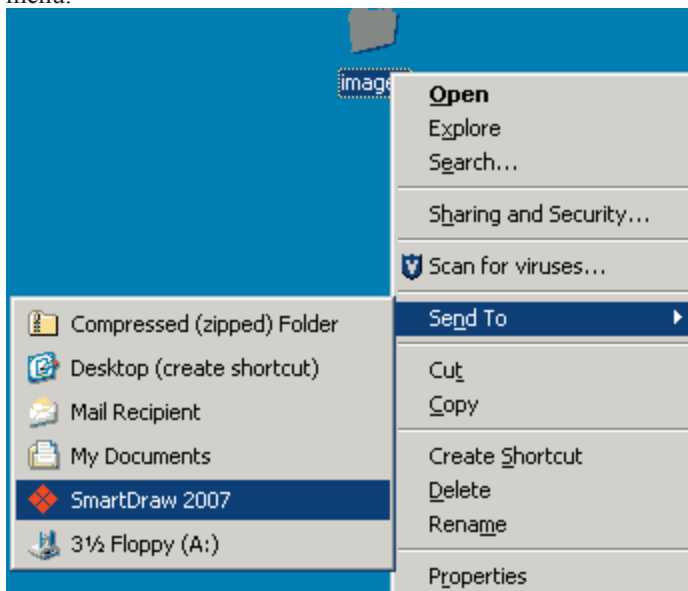 image
Open
Explore
Search...
Sharing and Security...
Scan for viruses...
Send To
Cut
Copy
Create Shortcut
Delete
Rename
Properties
Compressed (zipped) Folder
Desktop (create shortcut)
Mail Recipient
My Documents
SmartDraw 2007
3½ Floppy (A:)